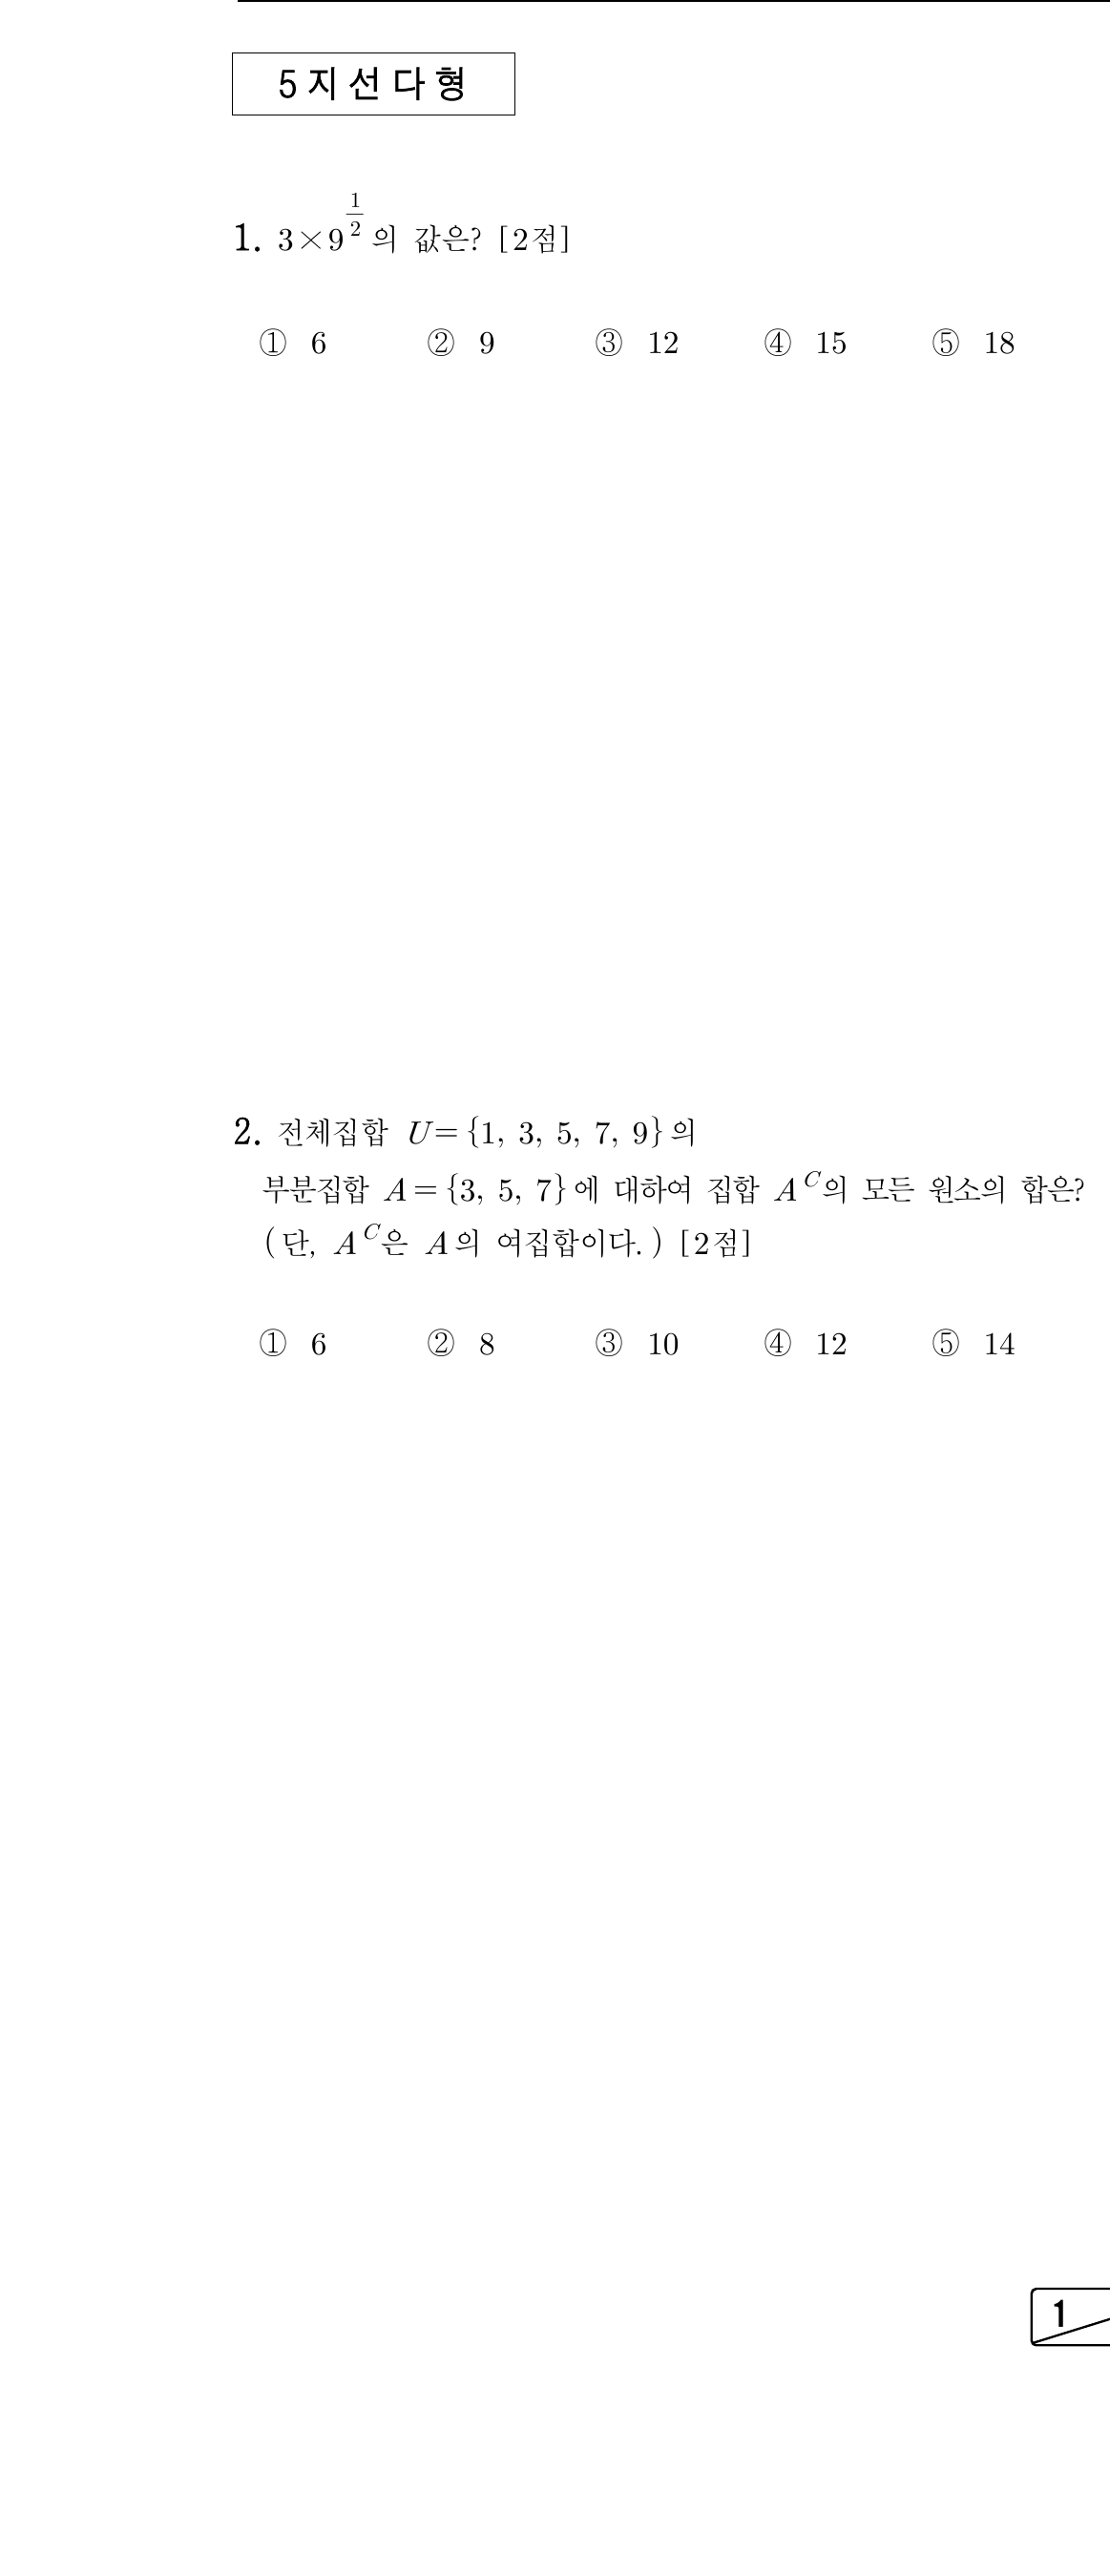 5지선다형
1. 3×9^{\frac{1}{2}}의 값은? [2점]
① 6 ② 9 ③ 12 ④ 15 ⑤ 18
2. 전체집합 U={1, 3, 5, 7, 9}의
부분집합 A={3, 5, 7}에 대하여 집합 A^C의 모든 원소의 합은?
(단, A^C은 A의 여집합이다.) [2점]
① 6 ② 8 ③ 10 ④ 12 ⑤ 14
1